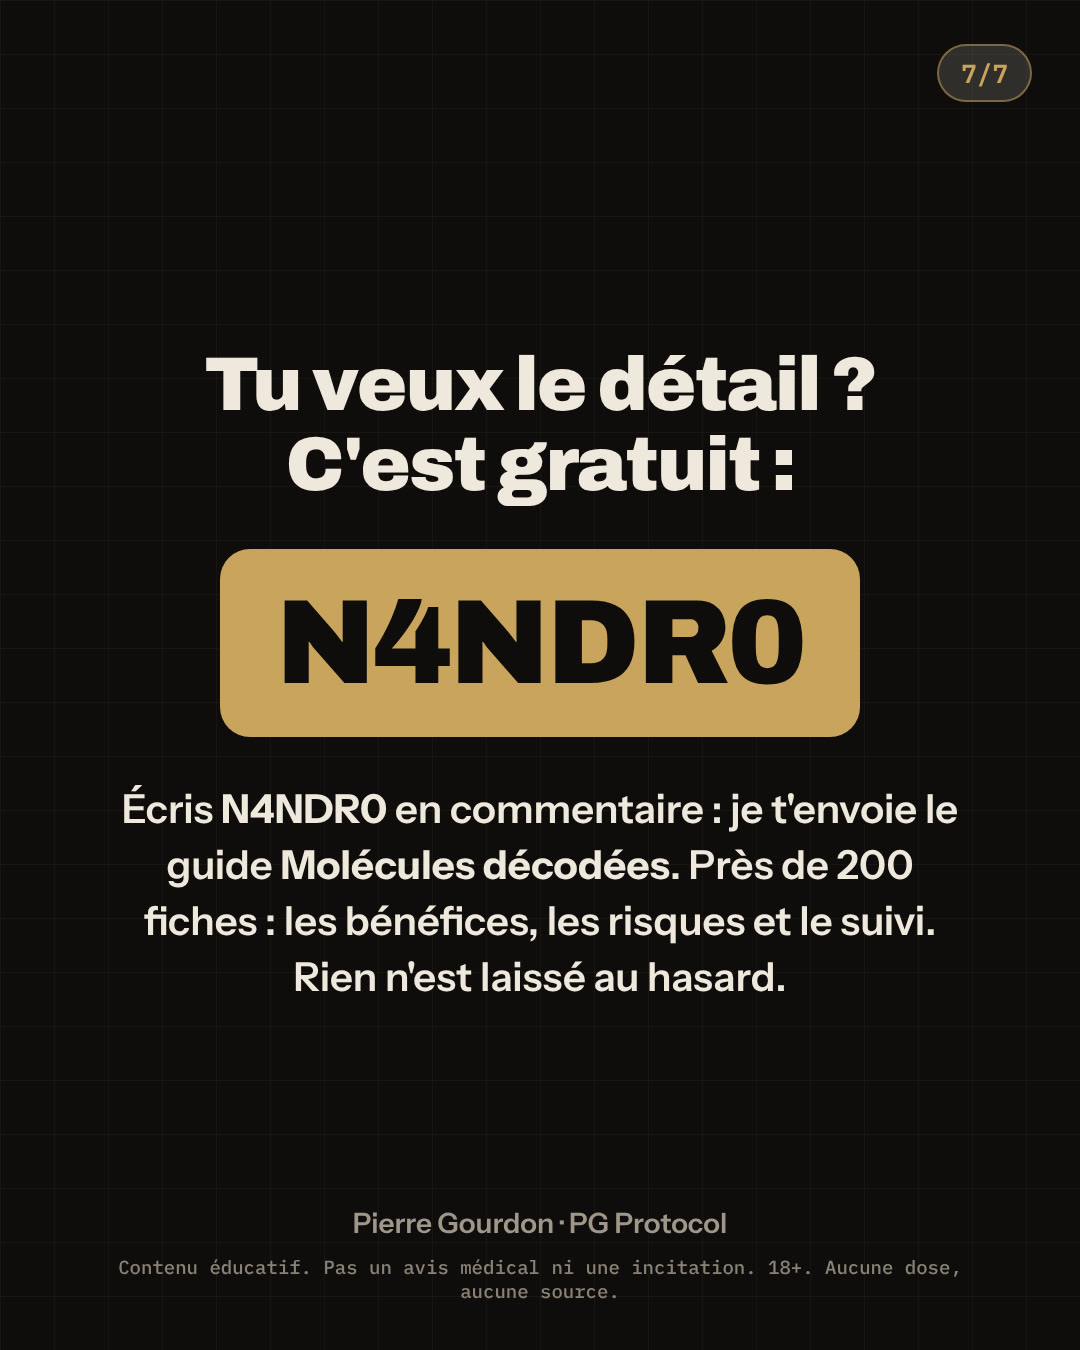 7/7
Tu veux le détail ?
C'est gratuit :
N4NDR0
Écris N4NDR0 en commentaire : je t'envoie le
guide Molécules décodées. Près de 200
fiches : les bénéfices, les risques et le suivi.
Rien n'est laissé au hasard.
Pierre Gourdon · PG Protocol
Contenu éducatif. Pas un avis médical ni une incitation. 18+. Aucune dose,
aucune source.